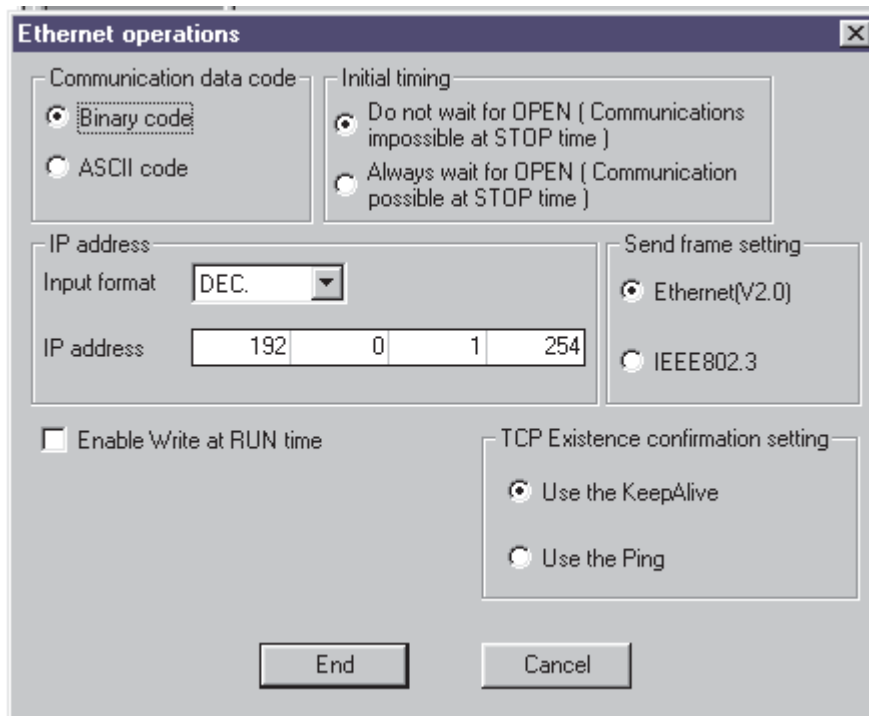 Ethernet operations
Communication data code
Binary code
ASCII code
Initial timing
Do not wait for OPEN ( Communications
impossible at STOP time )
Always wait for OPEN ( Communication
possible at STOP time )
IP address
Input format DEC.
IP address 192 0 1 254
Send frame setting
Ethernet(V2.0)
IEEE802.3
Enable Write at RUN time
TCP Existence confirmation setting
Use the KeepAlive
Use the Ping
End
Cancel